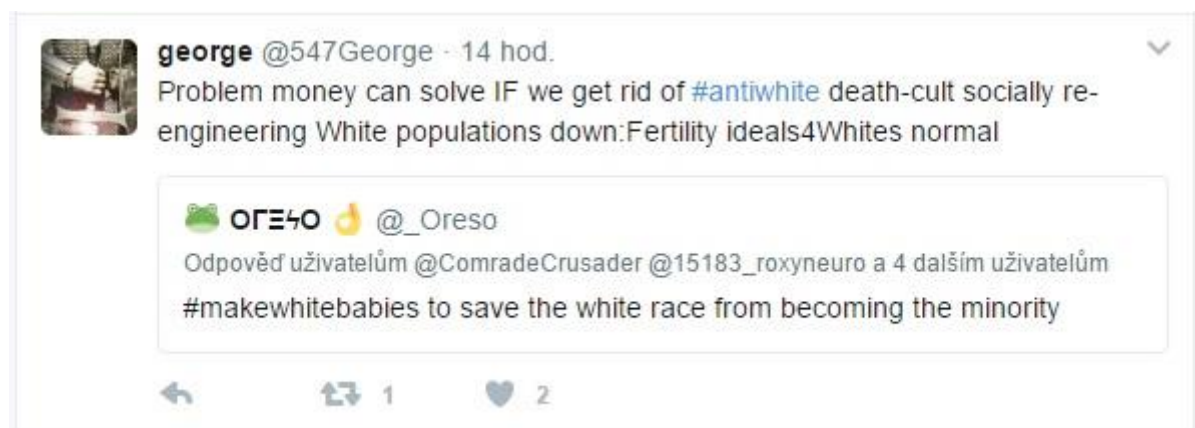 george @547George · 14 hod.
Problem money can solve IF we get rid of #antiwhite death-cult socially re-
engineering White populations down:Fertility ideals4Whites normal
🐸 ΟΓΞϟΟ 👌 @_Oreso
Odpověď uživatelům @ComradeCrusader @15183_roxyneuro a 4 dalším uživatelům
#makewhitebabies to save the white race from becoming the minority
1 2